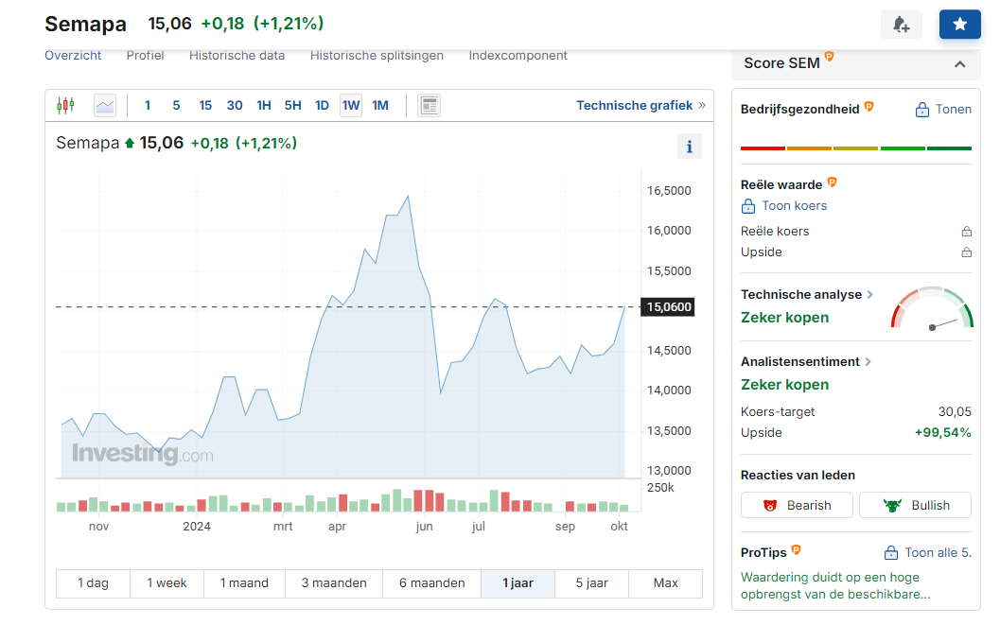 Semapa 15,06 +0,18 (+1,21%)
Overzicht Profiel Historische data Historische splitsingen Indexcomponent
1 5 15 30 1H 5H 1D 1W 1M Technische grafiek »
Semapa 15,06 +0,18 (+1,21%)
16,5000
16,0000
15,5000
15,0600
14,5000
14,0000
13,5000
13,0000
250k
Investing.com
nov 2024 mrt apr jun jul sep okt
1 dag 1 week 1 maand 3 maanden 6 maanden 1 jaar 5 jaar Max
Score SEM
Bedrijfsgezondheid Tonen
Reële waarde
Toon koers
Reële koers
Upside
Technische analyse
Zeker kopen
Analistensentiment
Zeker kopen
Koers-target 30,05
Upside +99,54%
Reacties van leden
Bearish Bullish
ProTips Toon alle 5.
Waardering duidt op een hoge
opbrengst van de beschikbare...